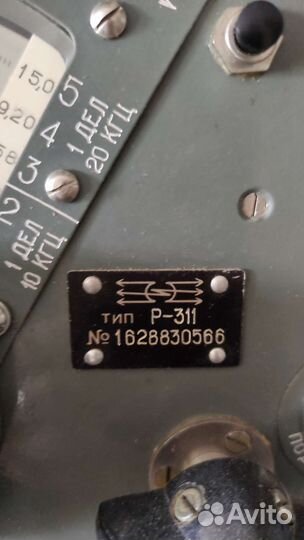 15,0
9,20
58
5
4
3
2
1 ДЕЛ
20 КГЦ
1 ДЕЛ
10 КГЦ
ТИП Р-311
№ 1628830566
Avito